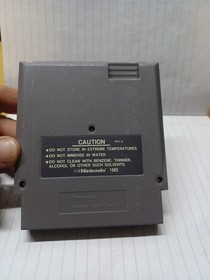 CAUTION
•DO NOT STORE IN EXTREME TEMPERATURES.
•DO NOT IMMERSE IN WATER.
•DO NOT CLEAN WITH BENZENE, THINNER,
ALCOHOL OR OTHER SUCH SOLVENTS.
Nintendo 1985